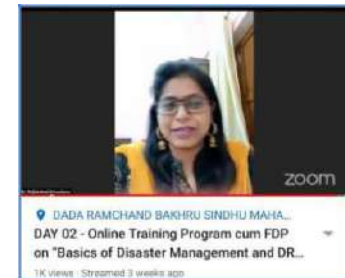 zoom
DADA RAMCHAND BAKHRU SINDHU MAHA...
DAY 02 - Online Training Program cum FDP
on "Basics of Disaster Management and DR...
1K views · Streamed 3 weeks ago